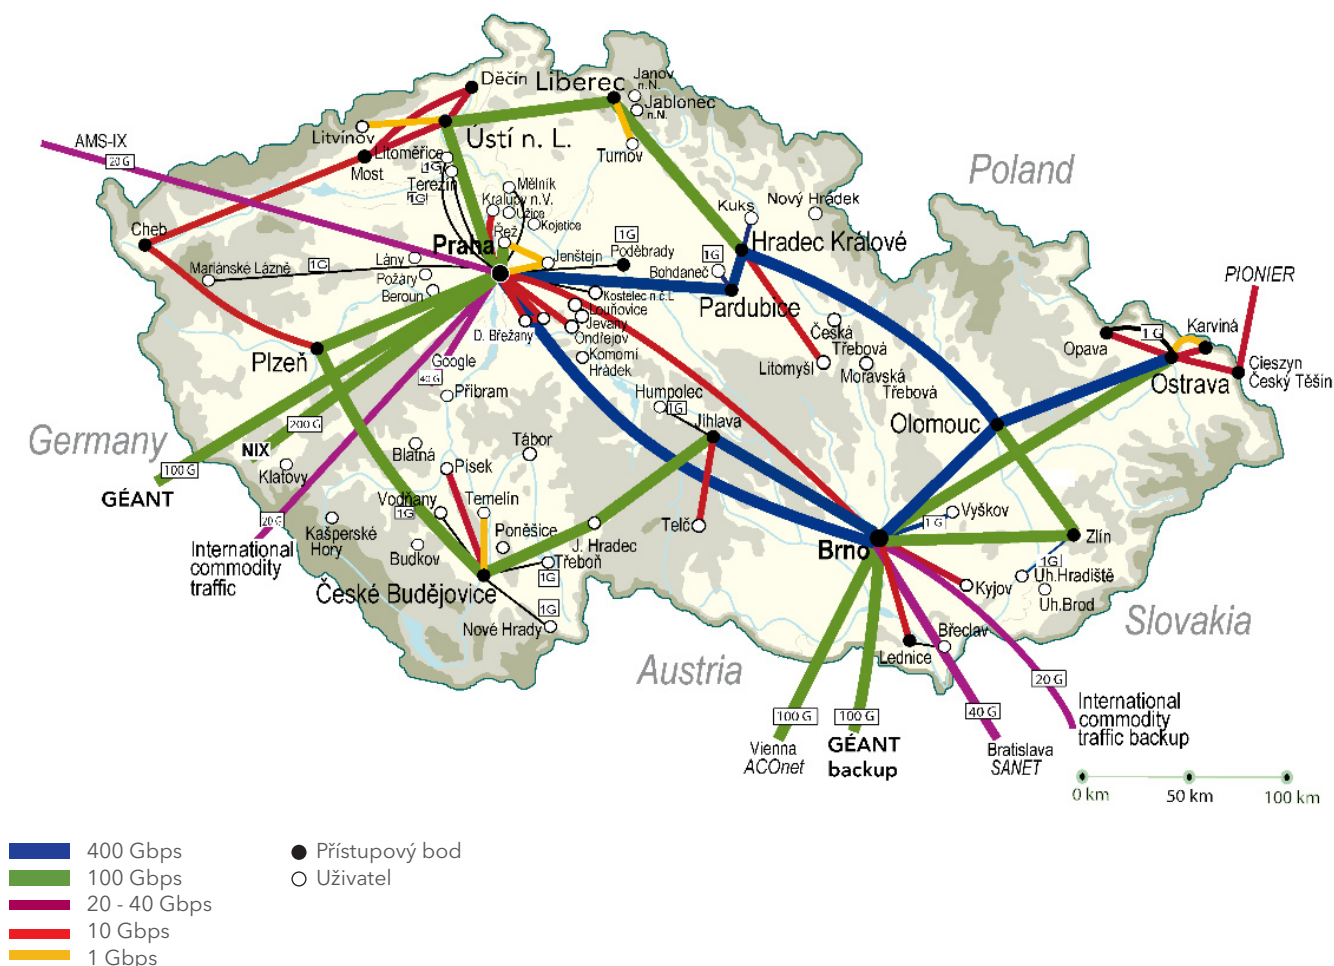 Děčín
Liberec
Janov
n.N.
Jablonec
n.N.
AMS-IX
20 G
Litvínov
Ústí n. L.
Litoměřice
Most
1G
Terezín
1G
Turnov
Mělník
Kralupy n.V.
Úžice
Kojetice
Řež
Praha
Jenštejn
1G
Poděbrady
Kuks
Nový Hrádek
Poland
Hradec Králové
1G
Bohdaneč
Pardubice
Cheb
Mariánské Lázně
1G
Lány
Požáry
Beroun
Kostelec n.č.L
Louňovice
Jevany
Ondřejov
D. Břežany
Komorní
Hrádek
Česká
Třebová
Litomyšl
Moravská
Třebová
PIONIER
Opava
1 G
Karviná
Ostrava
Cieszyn
Český Těšín
Plzeň
Google
40 G
Příbram
Humpolec
1G
Jihlava
Olomouc
Germany
200 G
NIX
100 G
GÉANT
Klatovy
20 G
International
commodity
traffic
Blatná
Písek
Tábor
Vodňany
1G
Temelín
Kašperské
Hory
Budkov
Poněšice
J. Hradec
Telč
Třeboň
1G
České Budějovice
1G
Nové Hrady
Brno
1 G
Vyškov
Zlín
1G
Uh.Hradiště
Uh.Brod
Kyjov
Břeclav
Lednice
Slovakia
Austria
20 G
International
commodity
traffic backup
100 G
Vienna
ACOnet
100 G
GÉANT
backup
40 G
Bratislava
SANET
0 km
50 km
100 km
400 Gbps
100 Gbps
20 - 40 Gbps
10 Gbps
1 Gbps
Přístupový bod
Uživatel